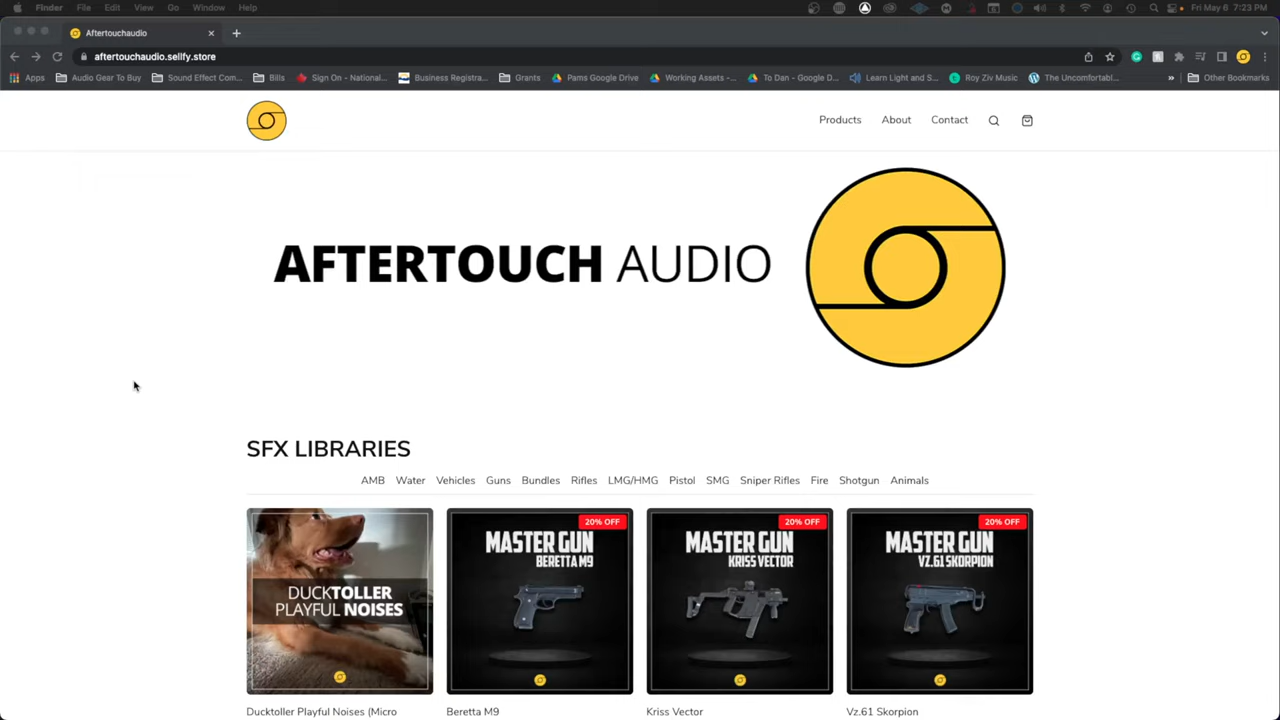 Finder File Edit View Go Window Help Fri May 6 7:23 PM
Aftertouchaudio
aftertouchaudio.sellfy.store
Apps Audio Gear To Buy Sound Effect Com... Bills Sign On - National... Business Registra... Grants Pams Google Drive Working Assets -... To Dan - Google D... Learn Light and S... Roy Ziv Music The Uncomfortabl... » Other Bookmarks
Products About Contact
AFTERTOUCH AUDIO
SFX LIBRARIES
AMB Water Vehicles Guns Bundles Rifles LMG/HMG Pistol SMG Sniper Rifles Fire Shotgun Animals
DUCKTOLLER
PLAYFUL NOISES
20% OFF
MASTER GUN
BERETTA M9
20% OFF
MASTER GUN
KRISS VECTOR
20% OFF
MASTER GUN
VZ.61 SKORPION
Ducktoller Playful Noises (Micro Beretta M9 Kriss Vector Vz.61 Skorpion